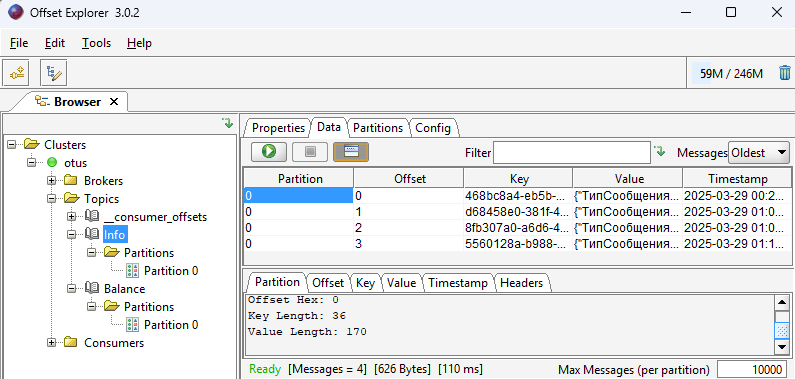 Offset Explorer 3.0.2
File Edit Tools Help
59M / 246M
Browser
Clusters
otus
Brokers
Topics
__consumer_offsets
Info
Partitions
Partition 0
Balance
Partitions
Partition 0
Consumers
Properties Data Partitions Config
Filter Messages Oldest
Partition Offset Key Value Timestamp
0 0 468bc8a4-eb5b-... {"ТипСообщения... 2025-03-29 00:2...
0 1 d68458e0-381f-4... {"ТипСообщения... 2025-03-29 01:0...
0 2 8fb307a0-a6d6-4... {"ТипСообщения... 2025-03-29 01:0...
0 3 5560128a-b988-... {"ТипСообщения... 2025-03-29 01:1...
Partition Offset Key Value Timestamp Headers
Offset Hex: 0
Key Length: 36
Value Length: 170
Ready [Messages = 4] [626 Bytes] [110 ms] Max Messages (per partition) 10000